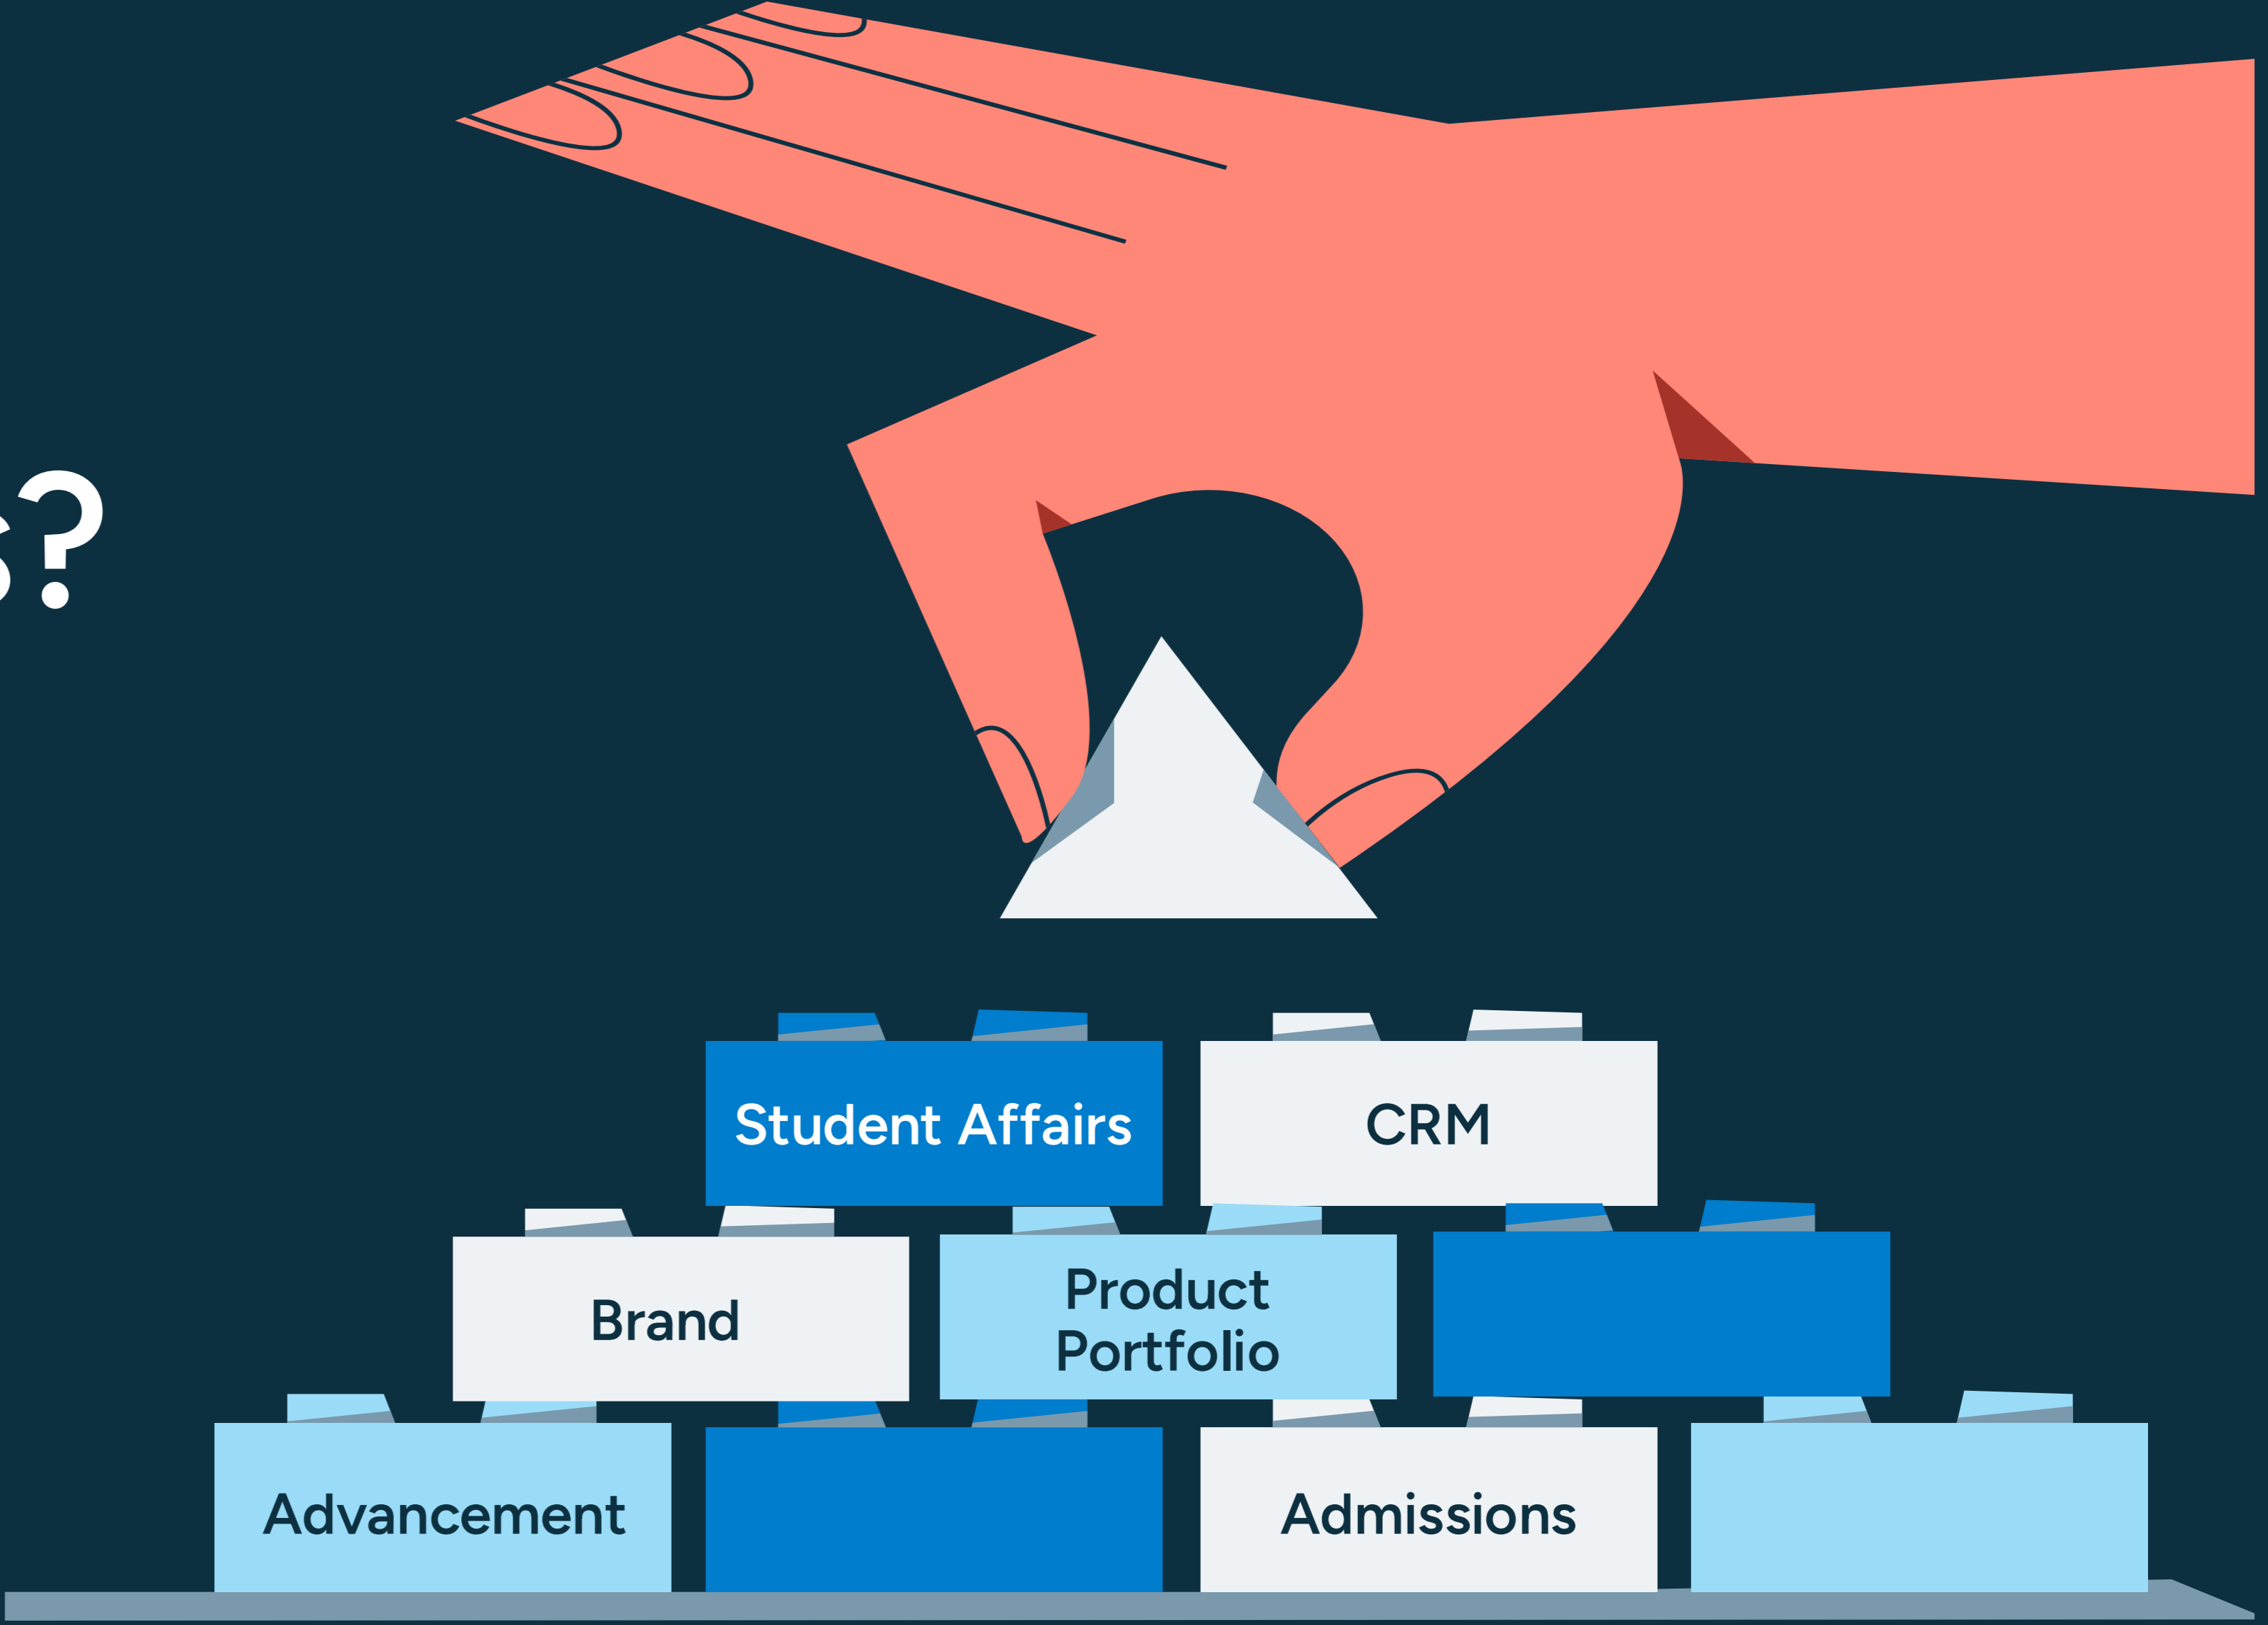 ?
Student Affairs
CRM
Brand
Product
Portfolio
Advancement
Admissions